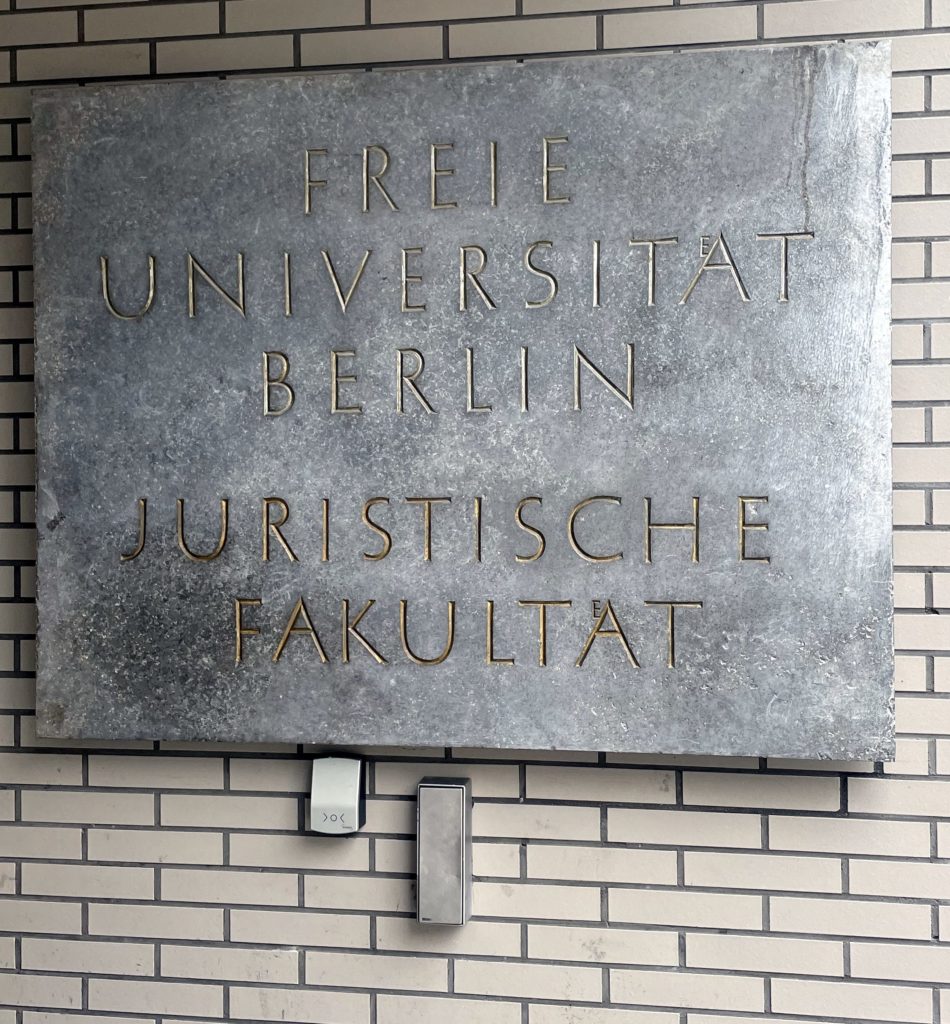 FREIE
UNIVERSITÄT
BERLIN
JURISTISCHE
FAKULTÄT